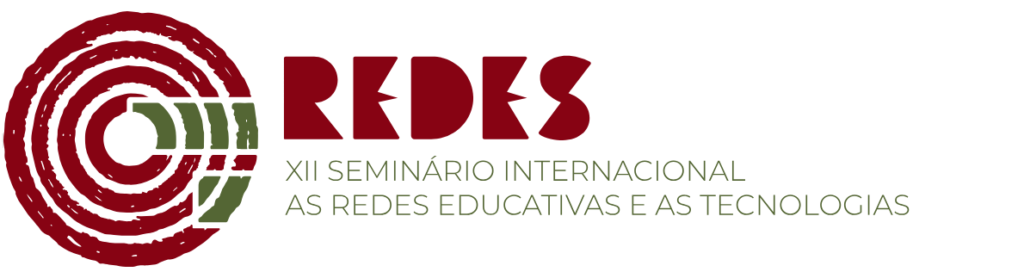 REDES
XII SEMINÁRIO INTERNACIONAL
AS REDES EDUCATIVAS E AS TECNOLOGIAS